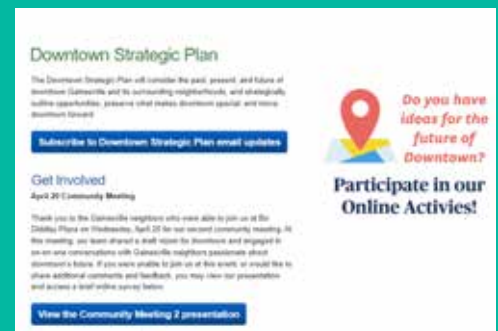 Downtown Strategic Plan
The Downtown Strategic Plan will consider the past, present, and future of
downtown Gainesville and its surrounding neighborhoods, and strategically
outline opportunities, preserve what makes downtown special, and move
downtown forward.
Subscribe to Downtown Strategic Plan email updates
Get Involved
April 20 Community Meeting
Thank you to the Gainesville neighbors who were able to join us at Bo
Diddley Plaza on Wednesday, April 20 for our second community meeting. At
this meeting, our team shared a draft vision for downtown and engaged in
on-on-one conversations with Gainesville neighbors passionate about
downtown's future. If you were unable to join us at this event, or would like to
share additional comments and feedback, you may view our presentation
and access a brief online survey below.
View the Community Meeting 2 presentation
Do you have
ideas for the
future of
Downtown?
Participate in our
Online Activies!